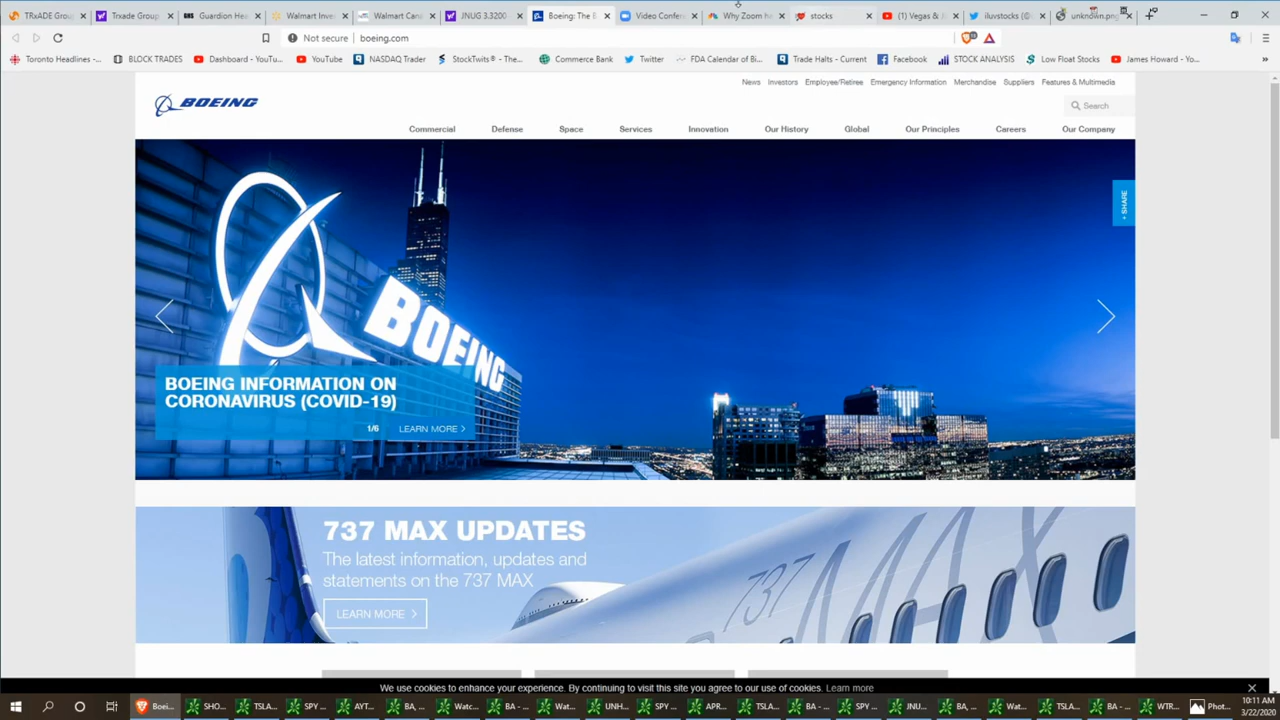 TRxADE Group
Trxade Group
Guardion Hea
Walmart Inve
Walmart Cana
JNUG 3.3200
Boeing: The B
Video Confere
Why Zoom ha
stocks
(1) Vegas & J
iluvstocks (@
unknown.png
Not secure
boeing.com
Toronto Headlines -...
BLOCK TRADES
Dashboard - YouTu...
YouTube
NASDAQ Trader
StockTwits® - The...
Commerce Bank
Twitter
FDA Calendar of Bi...
Trade Halts - Current
Facebook
STOCK ANALYSIS
Low Float Stocks
James Howard - Yo...
News Investors Employee/Retiree Emergency Information Merchandise Suppliers Features & Multimedia
BOEING
Search
Commercial Defense Space Services Innovation Our History Global Our Principles Careers Our Company
+ SHARE
BOEING
BOEING INFORMATION ON
CORONAVIRUS (COVID-19)
1/6 LEARN MORE >
737 MAX UPDATES
The latest information, updates and
statements on the 737 MAX
LEARN MORE >
737 MAX
We use cookies to enhance your experience. By continuing to visit this site you agree to our use of cookies. Learn more
Boei...
SHO...
TSLA...
SPY ...
AYT...
BA, ...
Watc...
BA - ...
Wat...
UNH...
SPY ...
APR...
TSLA...
BA - ...
SPY ...
JNU...
BA, ...
Wat...
TSLA...
BA - ...
WTR...
Phot...
10:11 AM
3/22/2020